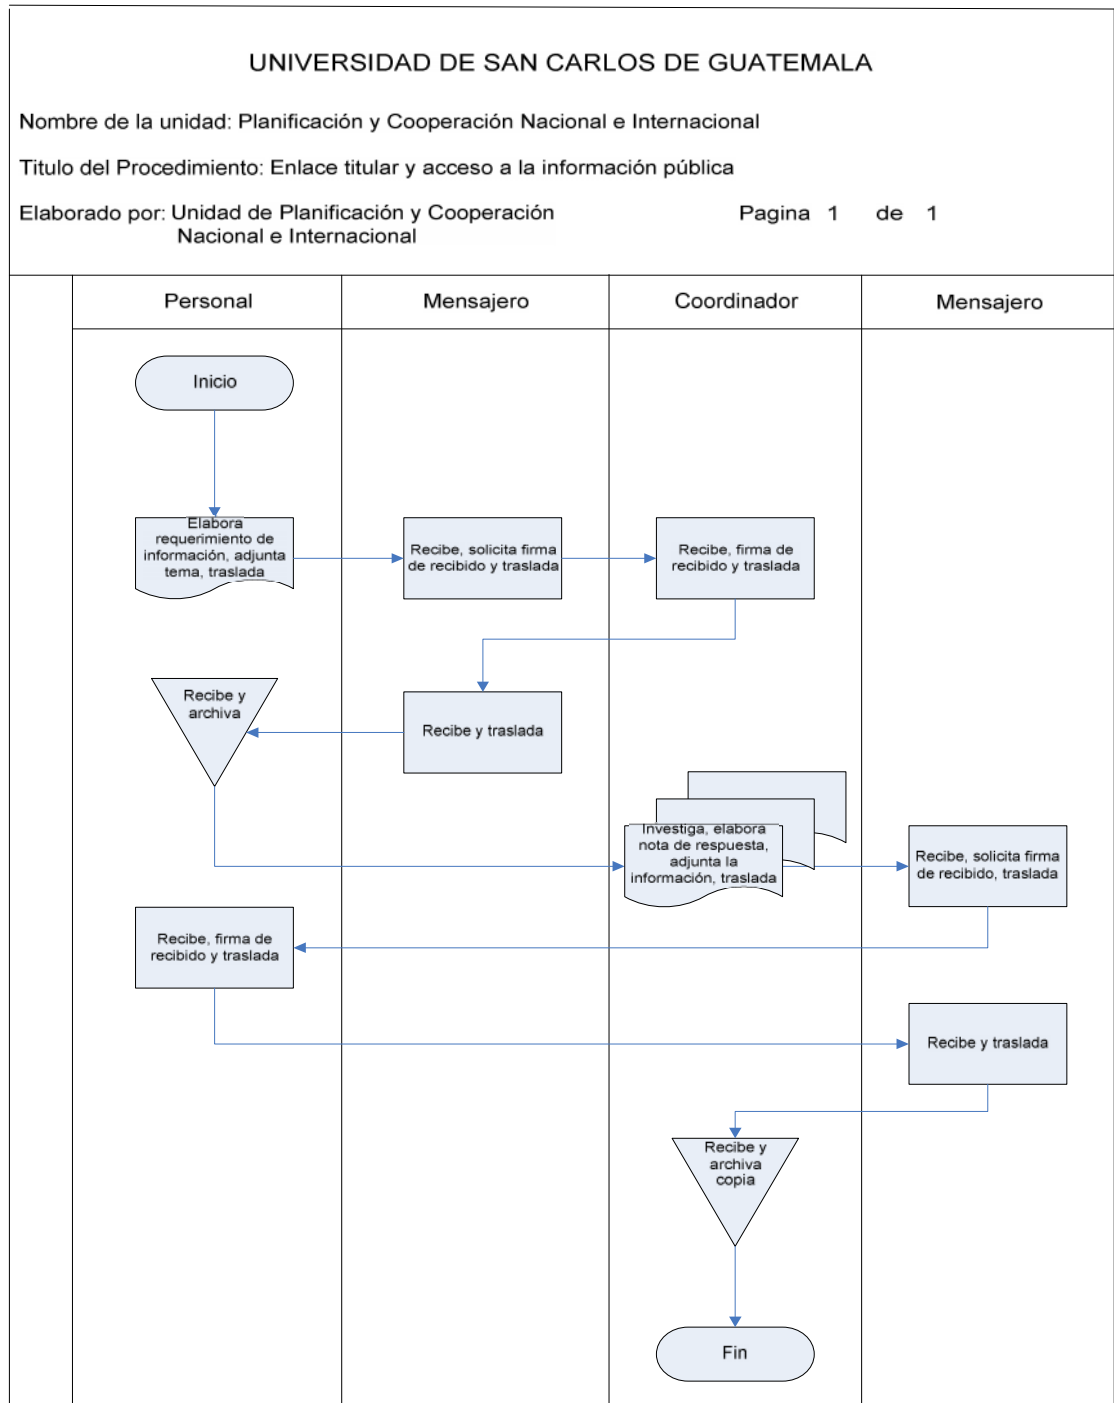 UNIVERSIDAD DE SAN CARLOS DE GUATEMALA
Nombre de la unidad: Planificación y Cooperación Nacional e Internacional
Titulo del Procedimiento: Enlace titular y acceso a la información pública
Elaborado por: Unidad de Planificación y Cooperación
Nacional e Internacional
Pagina 1 de 1
Personal
Mensajero
Coordinador
Mensajero
Inicio
Elabora
requerimiento de
información, adjunta
tema, traslada
Recibe, solicita firma
de recibido y traslada
Recibe, firma de
recibido y traslada
Recibe y
archiva
Recibe y traslada
Investiga, elabora
nota de respuesta,
adjunta la
información, traslada
Recibe, solicita firma
de recibido, traslada
Recibe, firma de
recibido y traslada
Recibe y traslada
Recibe y
archiva
copia
Fin